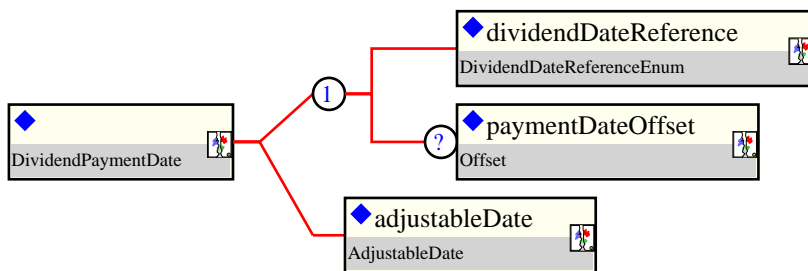 dividendDateReference
DividendDateReferenceEnum
1
DividendPaymentDate
?
paymentDateOffset
Offset
adjustableDate
AdjustableDate